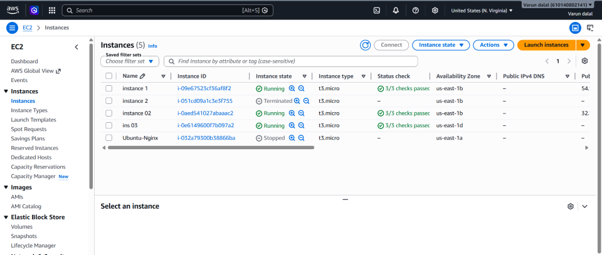 aws
Search
[Alt+S]
United States (N. Virginia)
Varun dalal (610140802141)
Varun dalal
EC2 > Instances
EC2
Dashboard
AWS Global View
Events
Instances
Instances
Instance Types
Launch Templates
Spot Requests
Savings Plans
Reserved Instances
Dedicated Hosts
Capacity Reservations
Capacity Manager New
Images
AMIs
AMI Catalog
Elastic Block Store
Volumes
Snapshots
Lifecycle Manager
Instances (5) Info
Connect
Instance state
Actions
Launch instances
Saved filter sets
Choose filter set
Find Instance by attribute or tag (case-sensitive)
1
Name Instance ID Instance state Instance type Status check Availability Zone Public IPv4 DNS Pul
instance 1 i-09e67523cf36af8f2 Running t3.micro 3/3 checks passec us-east-1b – 54.
instance 2 i-051cd09a1c3e3f755 Terminated t3.micro – us-east-1b – –
instance 02 i-0aed541027abaaac2 Running t3.micro 3/3 checks passec us-east-1b – 32.
ins 03 i-0e6149600f7b097a2 Running t3.micro 3/3 checks passec us-east-1d – –
Ubuntu-Nginx i-032a79300b38866ba Stopped t3.micro – us-east-1a – –
Select an instance